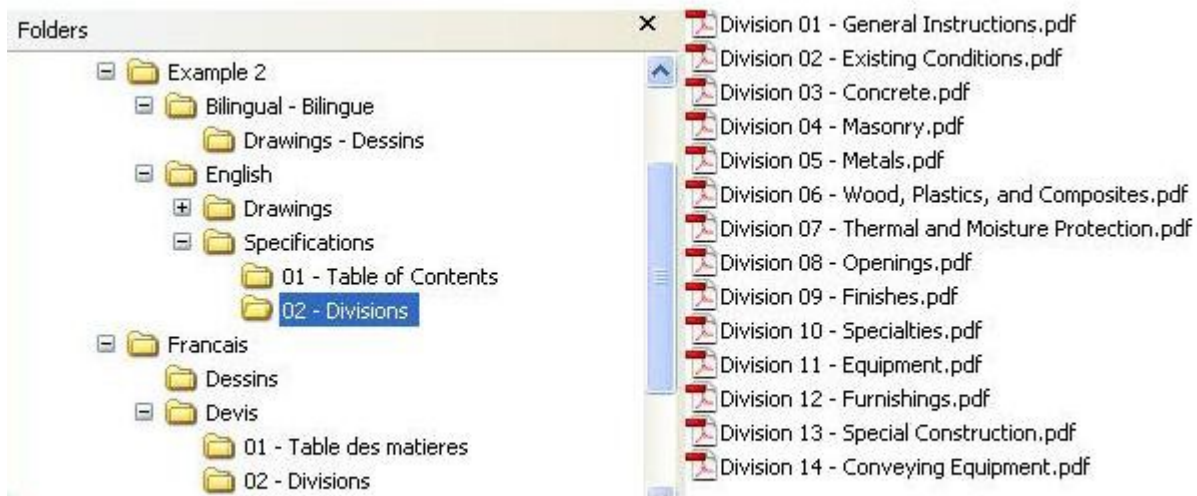 Folders
Example 2
Bilingual - Bilingue
Drawings - Dessins
English
Drawings
Specifications
01 - Table of Contents
02 - Divisions
Francais
Dessins
Devis
01 - Table des matieres
02 - Divisions
Division 01 - General Instructions.pdf
Division 02 - Existing Conditions.pdf
Division 03 - Concrete.pdf
Division 04 - Masonry.pdf
Division 05 - Metals.pdf
Division 06 - Wood, Plastics, and Composites.pdf
Division 07 - Thermal and Moisture Protection.pdf
Division 08 - Openings.pdf
Division 09 - Finishes.pdf
Division 10 - Specialties.pdf
Division 11 - Equipment.pdf
Division 12 - Furnishings.pdf
Division 13 - Special Construction.pdf
Division 14 - Conveying Equipment.pdf